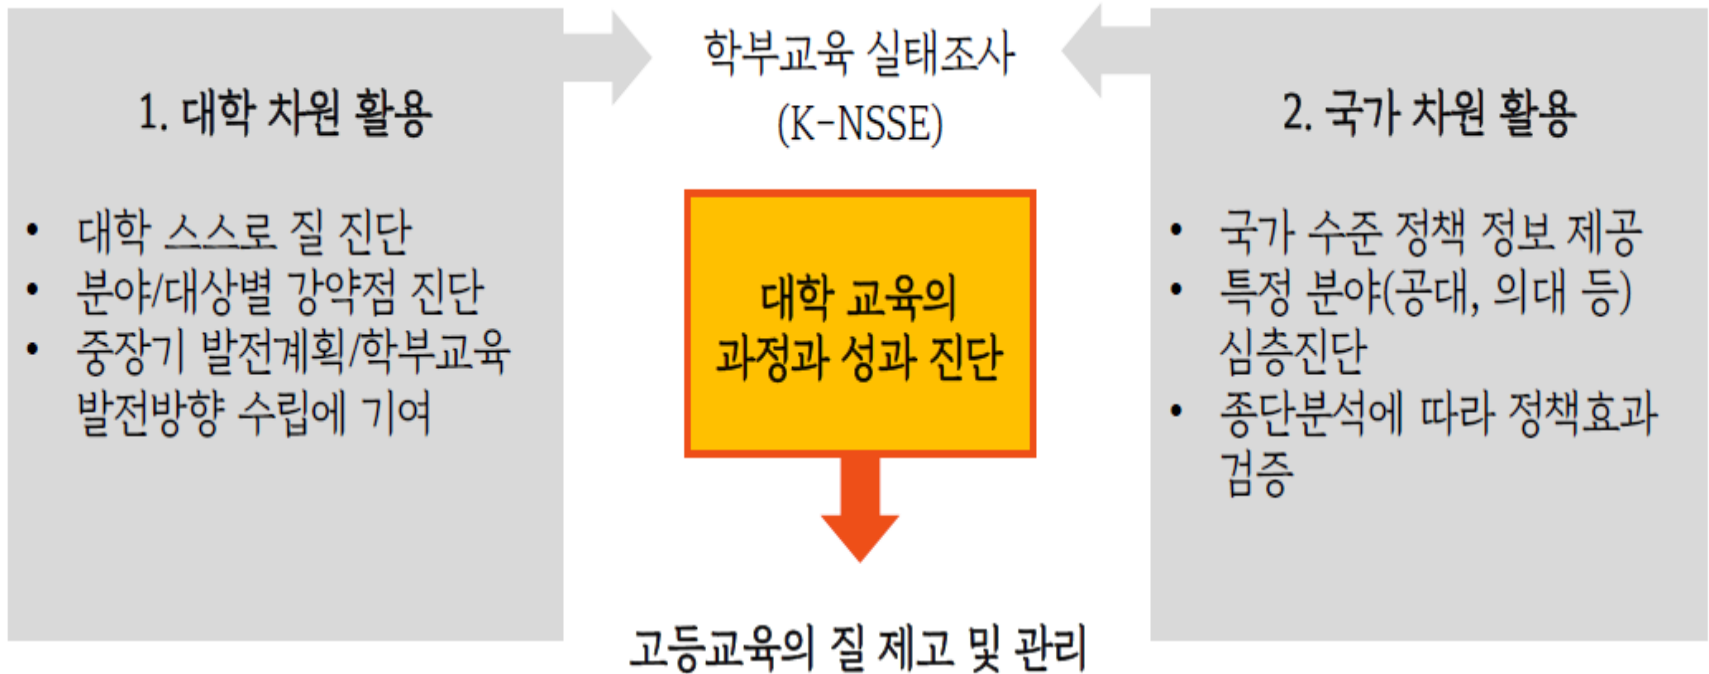 1. 대학 차원 활용
• 대학 스스로 질 진단
• 분야/대상별 강약점 진단
• 중장기 발전계획/학부교육
발전방향 수립에 기여
학부교육 실태조사
(K-NSSE)
대학 교육의
과정과 성과 진단
고등교육의 질 제고 및 관리
2. 국가 차원 활용
• 국가 수준 정책 정보 제공
• 특정 분야(공대, 의대 등)
심층진단
• 종단분석에 따라 정책효과
검증